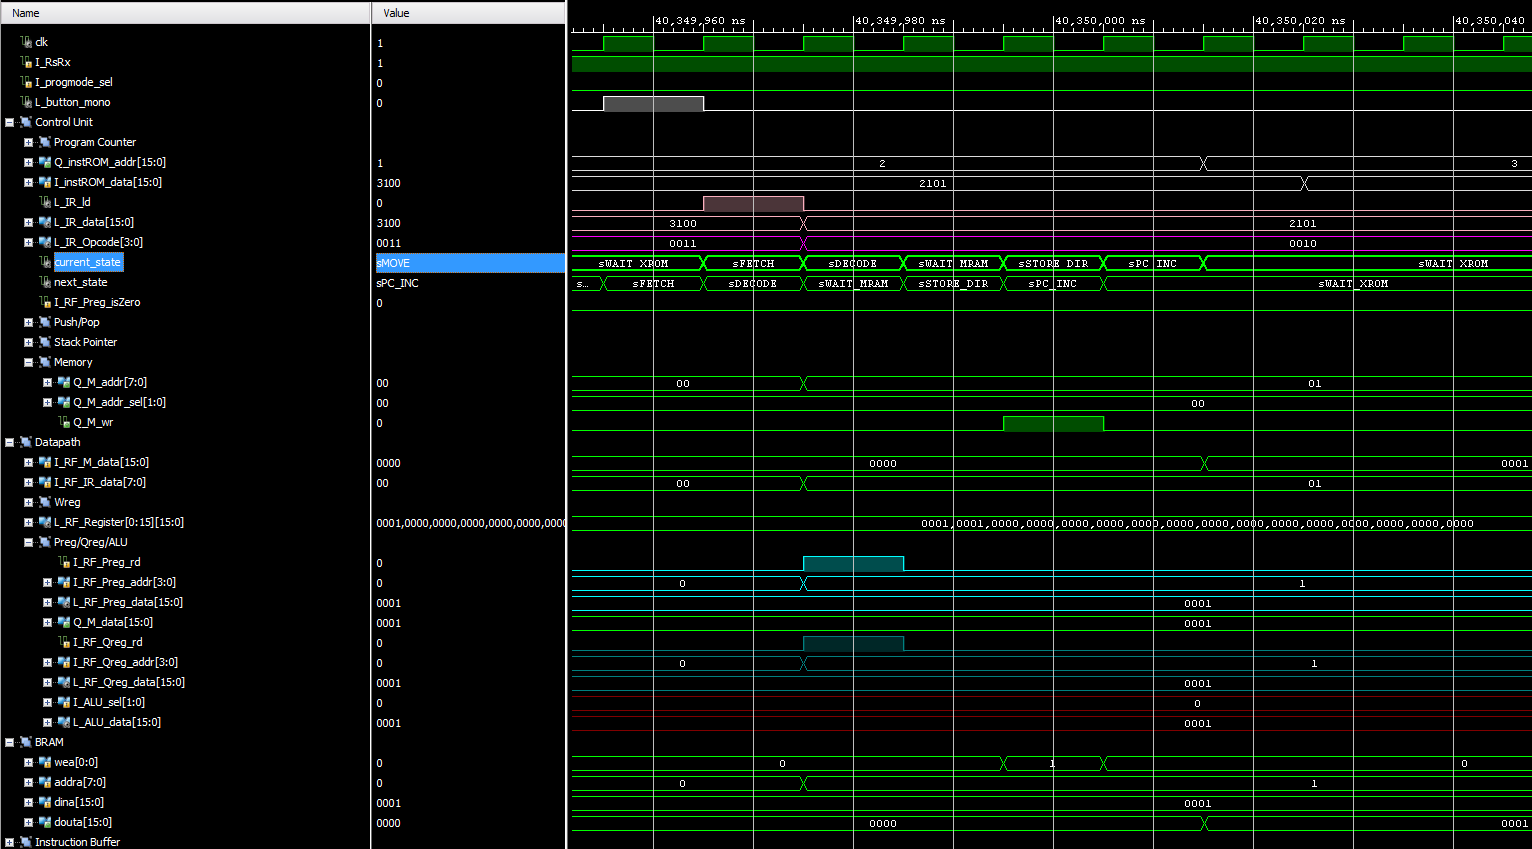 Name Value 40,349,960 ns 40,349,980 ns 40,350,000 ns 40,350,020 ns 40,350,040
clk 1
I_RsRx 1
I_progmode_sel 0
L_button_mono 0
Control Unit
Program Counter
Q_instROM_addr[15:0] 1 2 3
I_instROM_data[15:0] 3100 2101
L_IR_ld 0
L_IR_data[15:0] 3100 3100 2101
L_IR_Opcode[3:0] 0011 0011 0010
current_state sMOVE sWAIT_XROM sFETCH sDECODE sWAIT_MRAM sSTORE_DIR sPC_INC sWAIT_XROM
next_state sPC_INC s... sFETCH sDECODE sWAIT_MRAM sSTORE_DIR sPC_INC sWAIT_XROM
I_RF_Preg_isZero 0
Push/Pop
Stack Pointer
Memory
Q_M_addr[7:0] 00 00 01
Q_M_addr_sel[1:0] 00 00
Q_M_wr 0
Datapath
I_RF_M_data[15:0] 0000 0000 0001
I_RF_IR_data[7:0] 00 00 01
Wreg
L_RF_Register[0:15][15:0] 0001,0000,0000,0000,0000,0000,0000 0001,0001,0000,0000,0000,0000,0000,0000,0000,0000,0000,0000,0000,0000,0000,0000
Preg/Qreg/ALU
I_RF_Preg_rd 0
I_RF_Preg_addr[3:0] 0 0 1
L_RF_Preg_data[15:0] 0001 0001
Q_M_data[15:0] 0001 0001
I_RF_Qreg_rd 0
I_RF_Qreg_addr[3:0] 0 0 1
L_RF_Qreg_data[15:0] 0001 0001
I_ALU_sel[1:0] 0 0
L_ALU_data[15:0] 0001 0001
BRAM
wea[0:0] 0 0 1 0
addra[7:0] 0 0 1
dina[15:0] 0001 0001
douta[15:0] 0000 0000 0001
Instruction Buffer